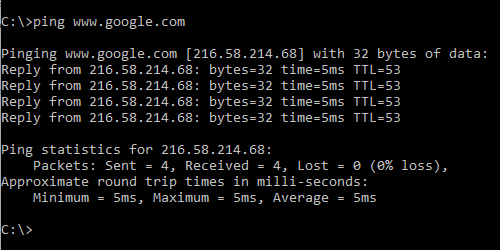 C:\>ping www.google.com
Pinging www.google.com [216.58.214.68] with 32 bytes of data:
Reply from 216.58.214.68: bytes=32 time=5ms TTL=53
Reply from 216.58.214.68: bytes=32 time=5ms TTL=53
Reply from 216.58.214.68: bytes=32 time=5ms TTL=53
Reply from 216.58.214.68: bytes=32 time=5ms TTL=53
Ping statistics for 216.58.214.68:
    Packets: Sent = 4, Received = 4, Lost = 0 (0% loss),
Approximate round trip times in milli-seconds:
    Minimum = 5ms, Maximum = 5ms, Average = 5ms
C:\>